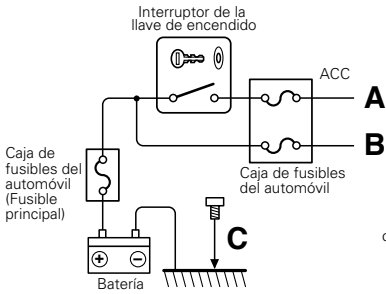 Interruptor de la
llave de encendido
ACC
A
B
Caja de
fusibles del
automóvil
(Fusible
principal)
Caja de fusibles
del automóvil
C
Batería